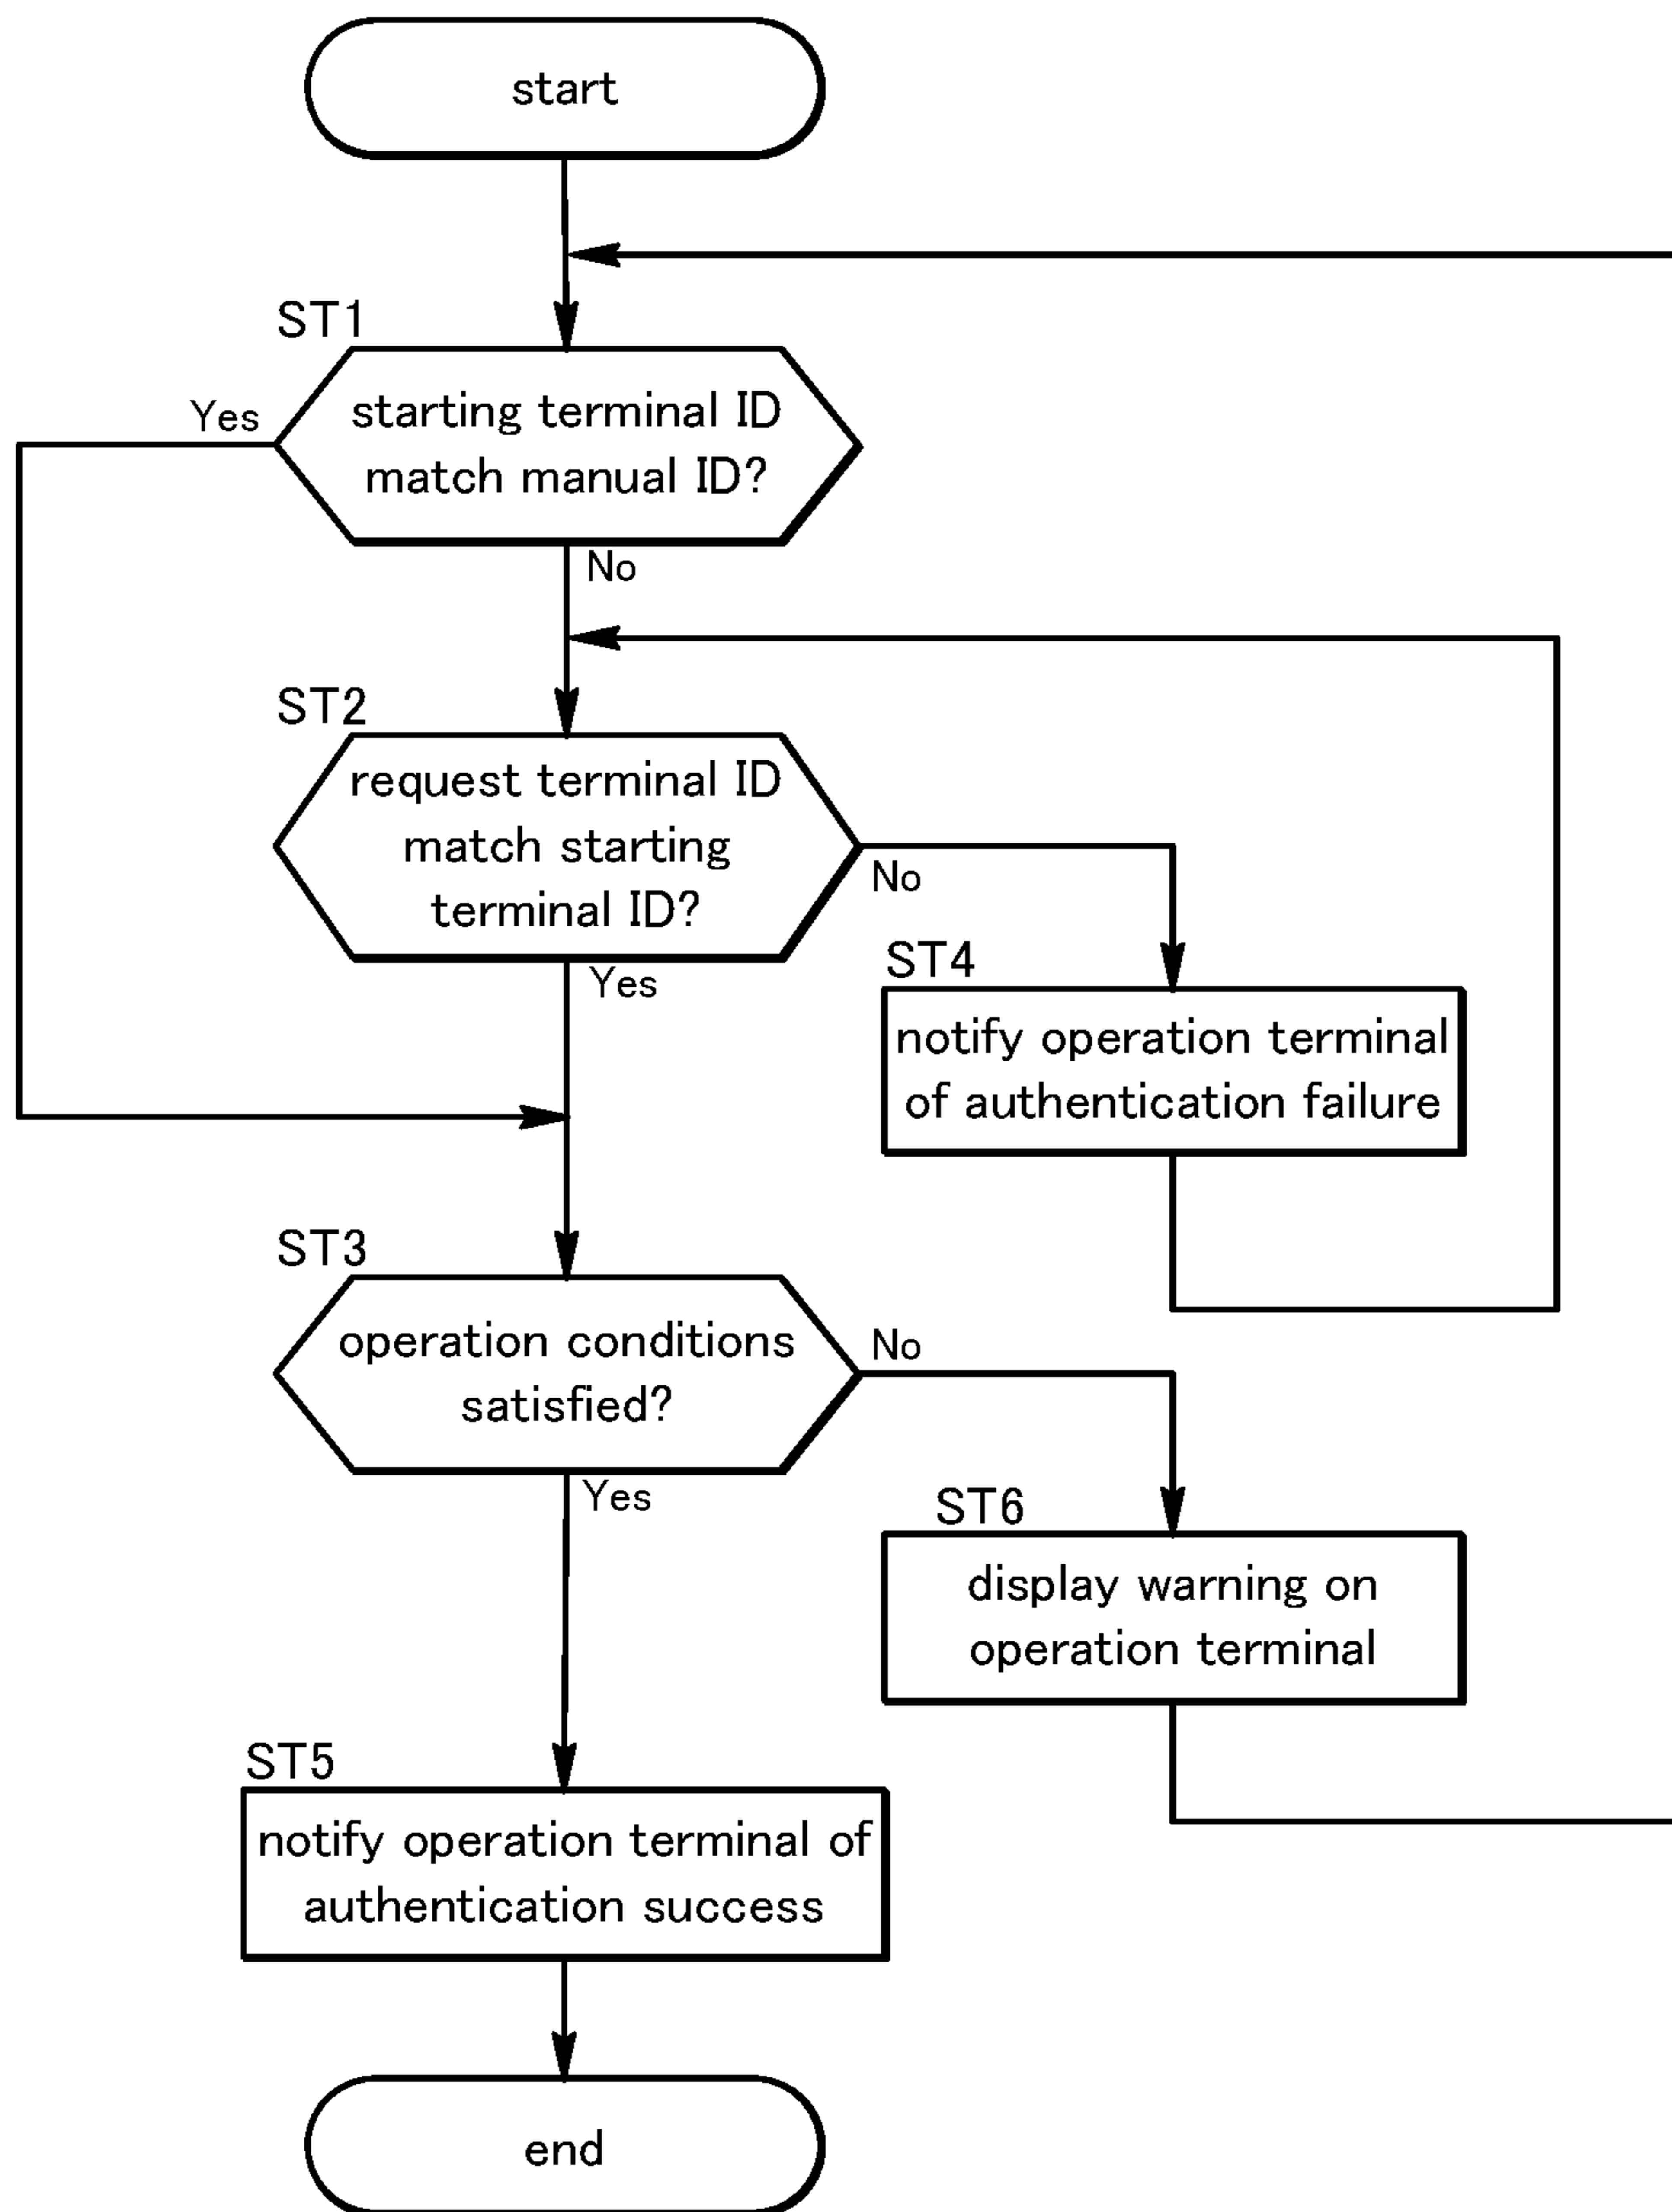 start
ST1
Yes
starting terminal ID
match manual ID?
No
ST2
request terminal ID
match starting
terminal ID?
No
Yes
ST4
notify operation terminal
of authentication failure
ST3
operation conditions
satisfied?
No
Yes
ST6
display warning on
operation terminal
ST5
notify operation terminal of
authentication success
end